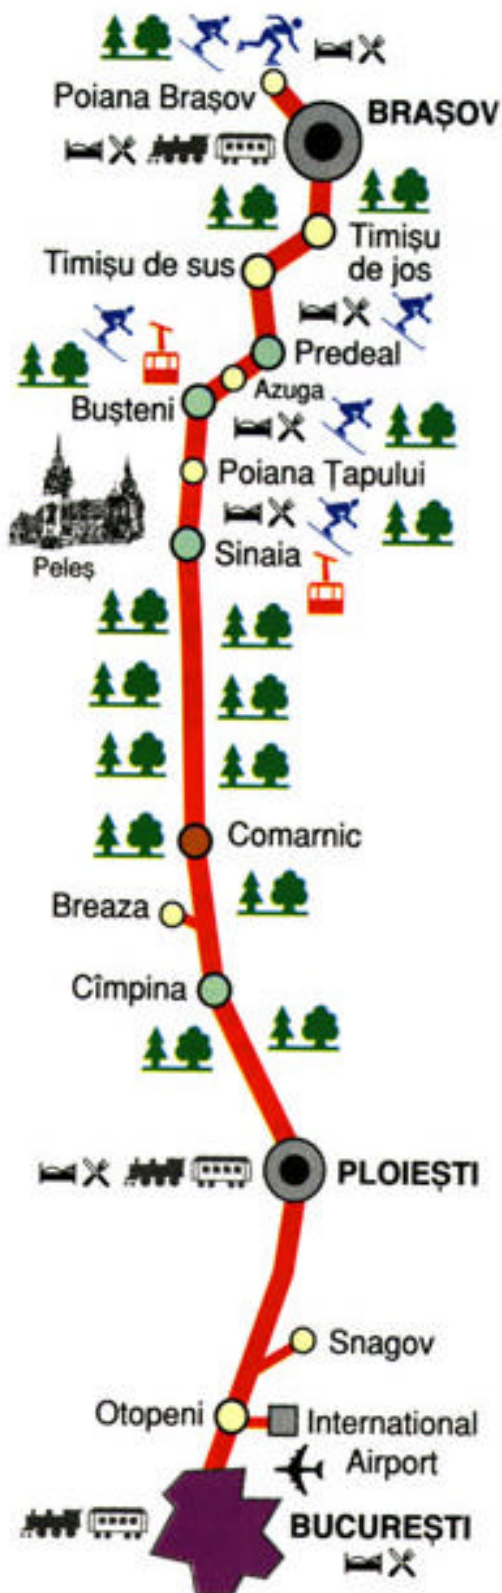 Poiana Brașov
BRAȘOV
Timișu
de jos
Timișu de sus
Predeal
Azuga
Bușteni
Poiana Țapului
Peleș
Sinaia
Comarnic
Breaza
Cîmpina
PLOIEȘTI
Snagov
Otopeni
International
Airport
BUCUREȘTI